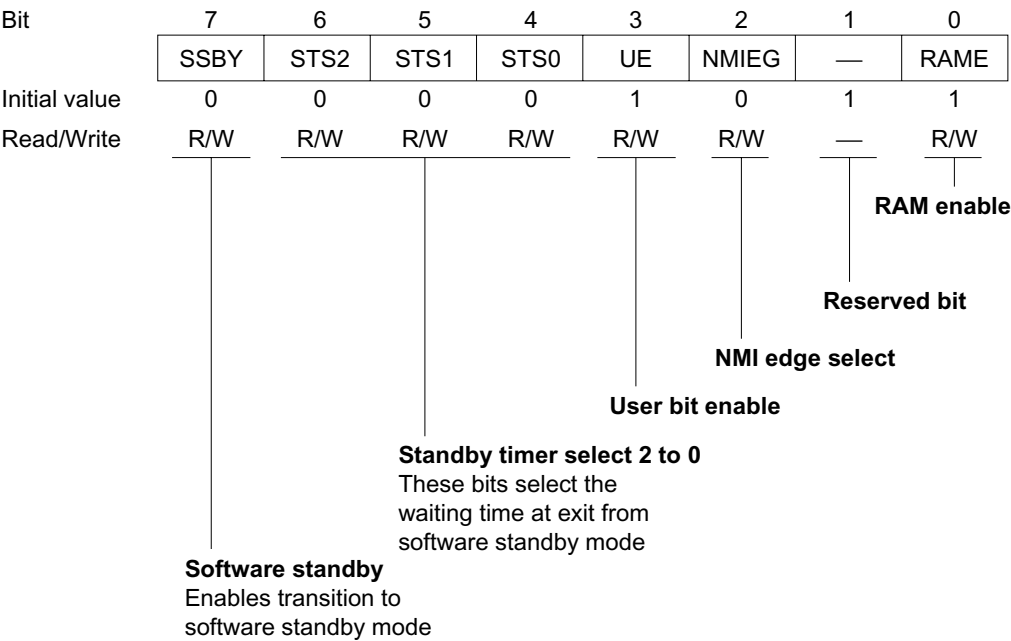 Bit 7 6 5 4 3 2 1 0
SSBY STS2 STS1 STS0 UE NMIEG — RAME
Initial value 0 0 0 0 1 0 1 1
Read/Write R/W R/W R/W R/W R/W R/W — R/W
RAM enable
Reserved bit
NMI edge select
User bit enable
Standby timer select 2 to 0
These bits select the
waiting time at exit from
software standby mode
Software standby
Enables transition to
software standby mode